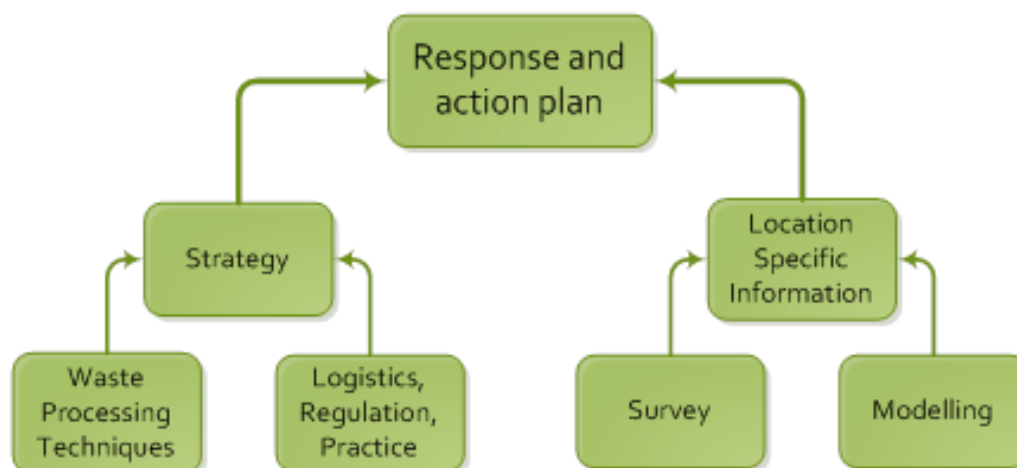 Response and
action plan
Strategy
Location
Specific
Information
Waste
Processing
Techniques
Logistics,
Regulation,
Practice
Survey
Modelling